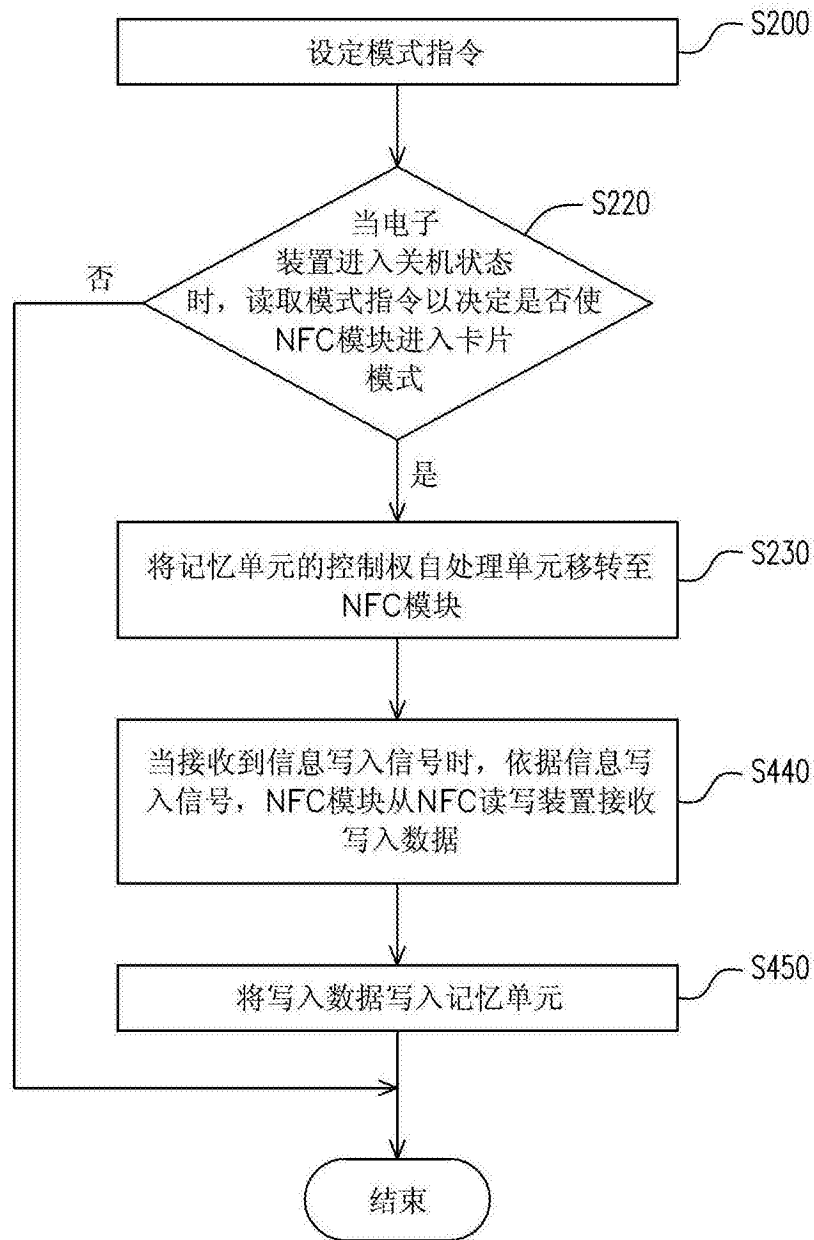 设定模式指令
S200
当电子
装置进入关机状态
时，读取模式指令以决定是否使
NFC模块进入卡片
模式
S220
否
是
将记忆单元的控制权自处理单元移转至
NFC模块
S230
当接收到信息写入信号时，依据信息写
入信号，NFC模块从NFC读写装置接收
写入数据
S440
将写入数据写入记忆单元
S450
结束